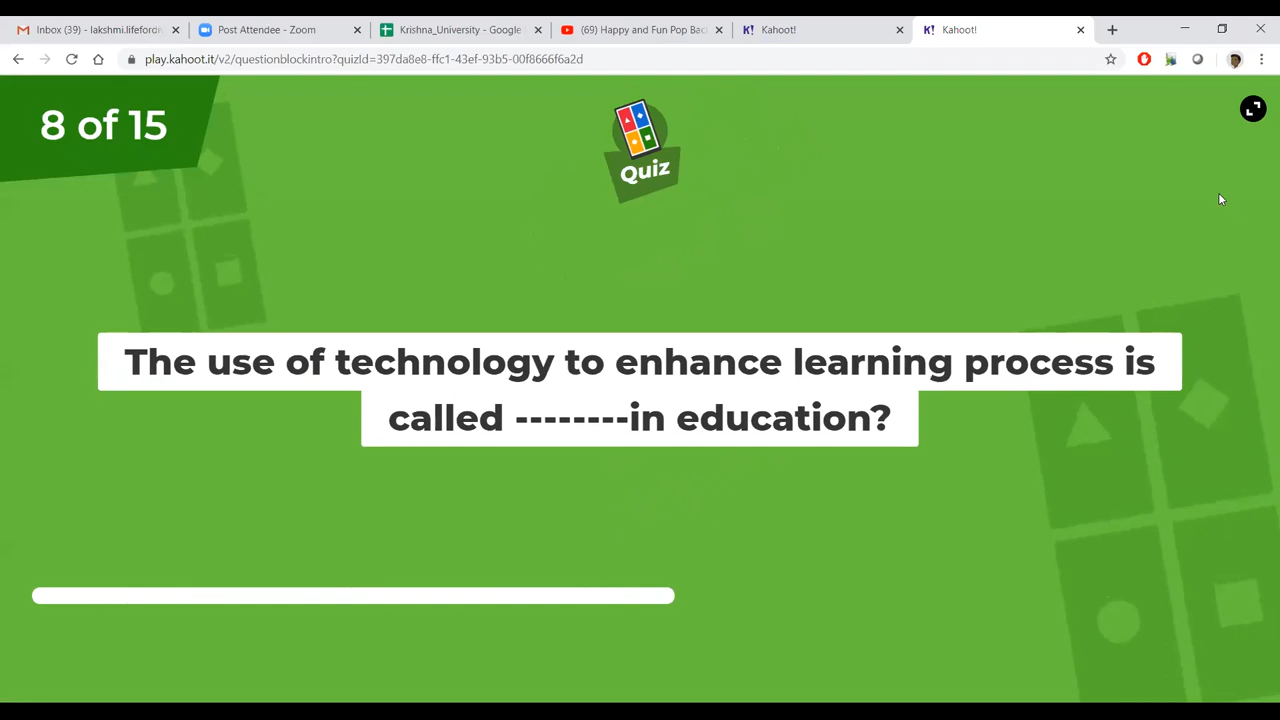 Inbox (39) - lakshmi.lifeford
Post Attendee - Zoom
Krishna_University - Google
(69) Happy and Fun Pop Bac
Kahoot!
Kahoot!
play.kahoot.it/v2/questionblockintro?quizId=397da8e8-ff1-43ef-93b5-00f8666f6a2d
8 of 15
Quiz
The use of technology to enhance learning process is
called --------in education?